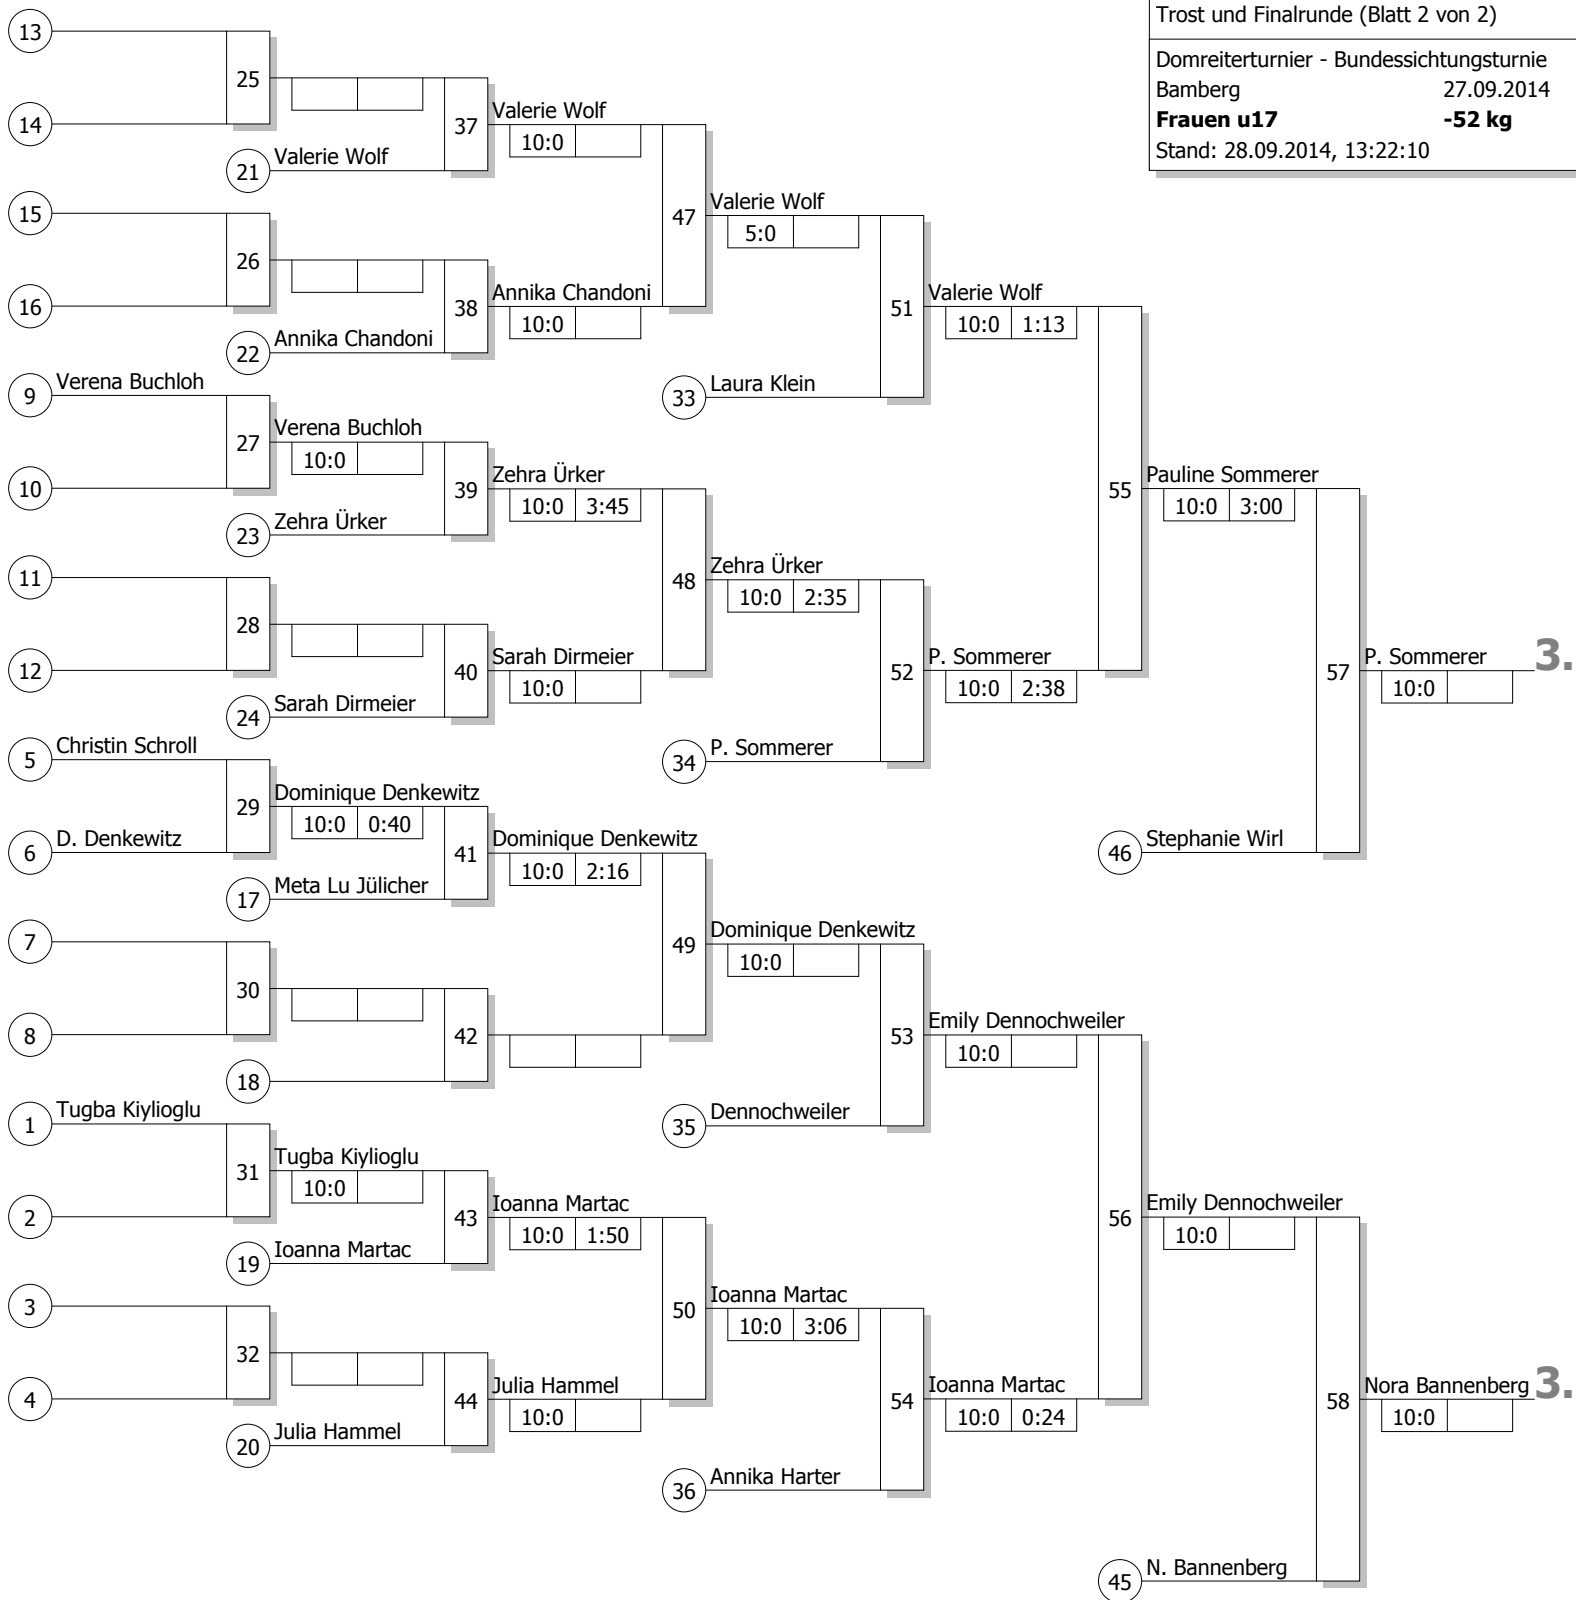 Trost und Finalrunde (Blatt 2 von 2)
Domreiterturnier - Bundessichtungsturnie
Bamberg 27.09.2014
Frauen u17 -52 kg
Stand: 28.09.2014, 13:22:10
13
25
14
37
Valerie Wolf
10:0
21
Valerie Wolf
15
47
Valerie Wolf
5:0
26
16
38
Annika Chandoni
10:0
51
Valerie Wolf
10:0 1:13
22
Annika Chandoni
9
Verena Buchloh
33
Laura Klein
27
Verena Buchloh
10:0
10
39
Zehra Ürker
10:0 3:45
55
Pauline Sommerer
10:0 3:00
23
Zehra Ürker
11
48
Zehra Ürker
10:0 2:35
28
12
40
Sarah Dirmeier
10:0
52
P. Sommerer
10:0 2:38
57
P. Sommerer
10:0
3.
24
Sarah Dirmeier
5
Christin Schroll
34
P. Sommerer
29
Dominique Denkewitz
10:0 0:40
6
D. Denkewitz
41
Dominique Denkewitz
10:0 2:16
46
Stephanie Wirl
17
Meta Lu Jülicher
7
49
Dominique Denkewitz
10:0
30
8
42
53
Emily Dennochweiler
10:0
18
1
Tugba Kiylioglu
35
Dennochweiler
31
Tugba Kiylioglu
10:0
2
43
Ioanna Martac
10:0 1:50
56
Emily Dennochweiler
10:0
19
Ioanna Martac
3
50
Ioanna Martac
10:0 3:06
32
4
44
Julia Hammel
10:0
54
Ioanna Martac
10:0 0:24
58
Nora Bannenberg
10:0
3.
20
Julia Hammel
36
Annika Harter
45
N. Bannenberg